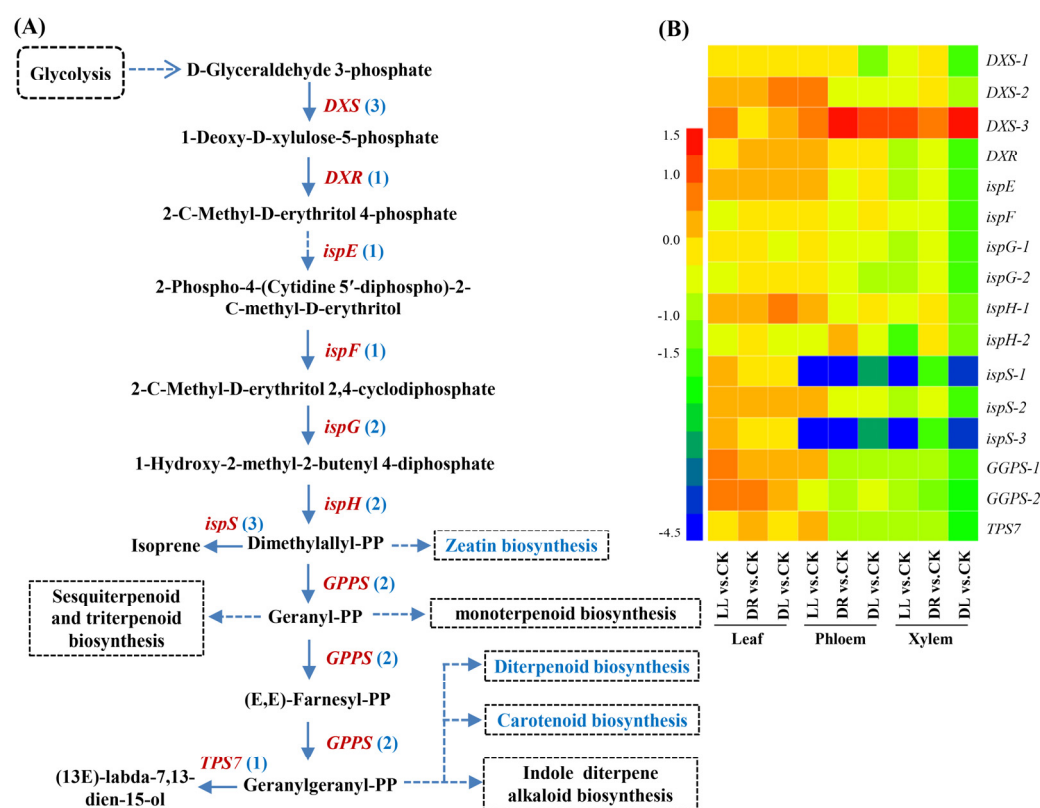 (A)
Glycolysis
D-Glyceraldehyde 3-phosphate
DXS (3)
1-Deoxy-D-xylulose-5-phosphate
DXR (1)
2-C-Methyl-D-erythritol 4-phosphate
ispE (1)
2-Phospho-4-(Cytidine 5′-diphospho)-2-
C-methyl-D-erythritol
ispF (1)
2-C-Methyl-D-erythritol 2,4-cyclodiphosphate
ispG (2)
1-Hydroxy-2-methyl-2-butenyl 4-diphosphate
ispH (2)
ispS (3)
Isoprene
Dimethylallyl-PP
Zeatin biosynthesis
GPPS (2)
Sesquiterpenoid
and triterpenoid
biosynthesis
Geranyl-PP
monoterpenoid biosynthesis
GPPS (2)
Diterpenoid biosynthesis
(E,E)-Farnesyl-PP
Carotenoid biosynthesis
GPPS (2)
TPS7 (1)
(13E)-labda-7,13-
dien-15-ol
Geranylgeranyl-PP
Indole diterpene
alkaloid biosynthesis
(B)
1.5
1.0
0.0
-1.0
-1.5
-4.5
DXS-1
DXS-2
DXS-3
DXR
ispE
ispF
ispG-1
ispG-2
ispH-1
ispH-2
ispS-1
ispS-2
ispS-3
GGPS-1
GGPS-2
TPS7
LL vs.CK
DR vs.CK
DL vs.CK
LL vs.CK
DR vs.CK
DL vs.CK
LL vs.CK
DR vs.CK
DL vs.CK
Leaf
Phloem
Xylem